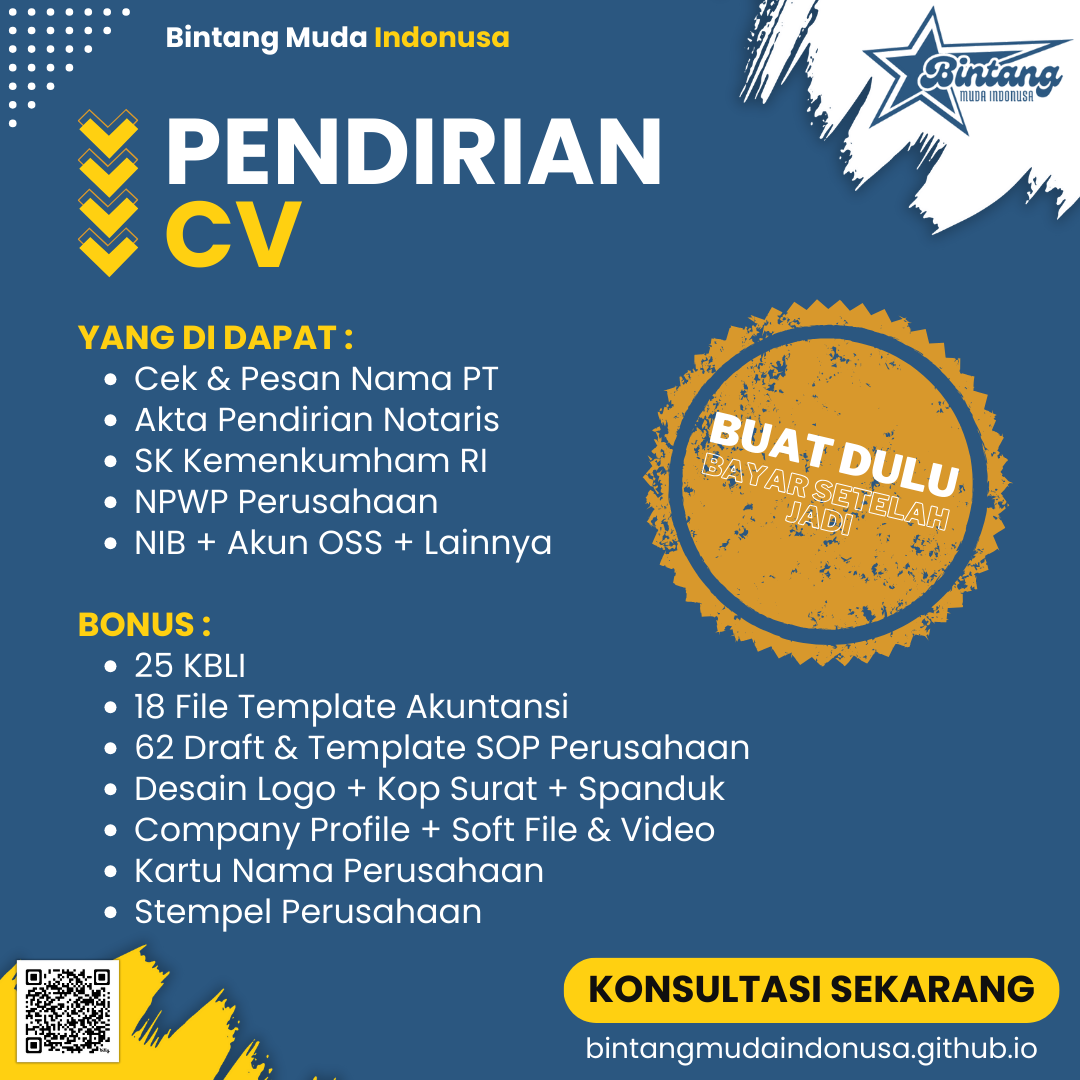 Bintang Muda Indonusa
Bintang
MUDA INDONUSA
PENDIRIAN
CV
YANG DI DAPAT :
• Cek & Pesan Nama PT
• Akta Pendirian Notaris
• SK Kemenkumham RI
• NPWP Perusahaan
• NIB + Akun OSS + Lainnya
BUAT DULU
BAYAR SETELAH
JADI
BONUS :
• 25 KBLI
• 18 File Template Akuntansi
• 62 Draft & Template SOP Perusahaan
• Desain Logo + Kop Surat + Spanduk
• Company Profile + Soft File & Video
• Kartu Nama Perusahaan
• Stempel Perusahaan
KONSULTASI SEKARANG
bintangmudaindonusa.github.io